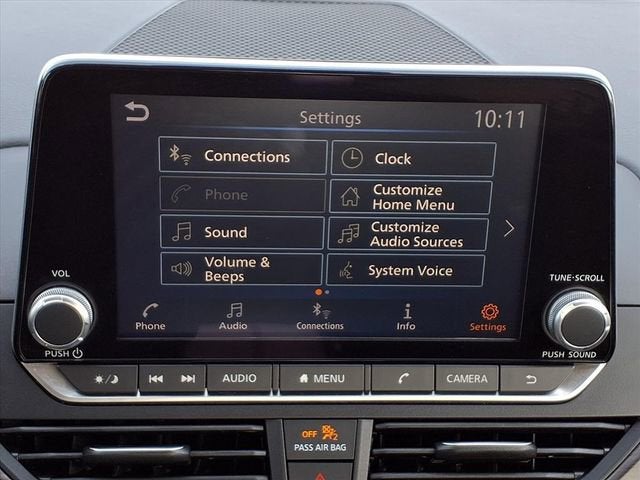 Settings
10:11
Connections
Clock
Phone
Customize
Home Menu
Sound
Customize
Audio Sources
Volume &
Beeps
System Voice
VOL
PUSH
TUNE·SCROLL
PUSH SOUND
Phone
Audio
Connections
Info
Settings
AUDIO
MENU
CAMERA
OFF
2
PASS AIR BAG